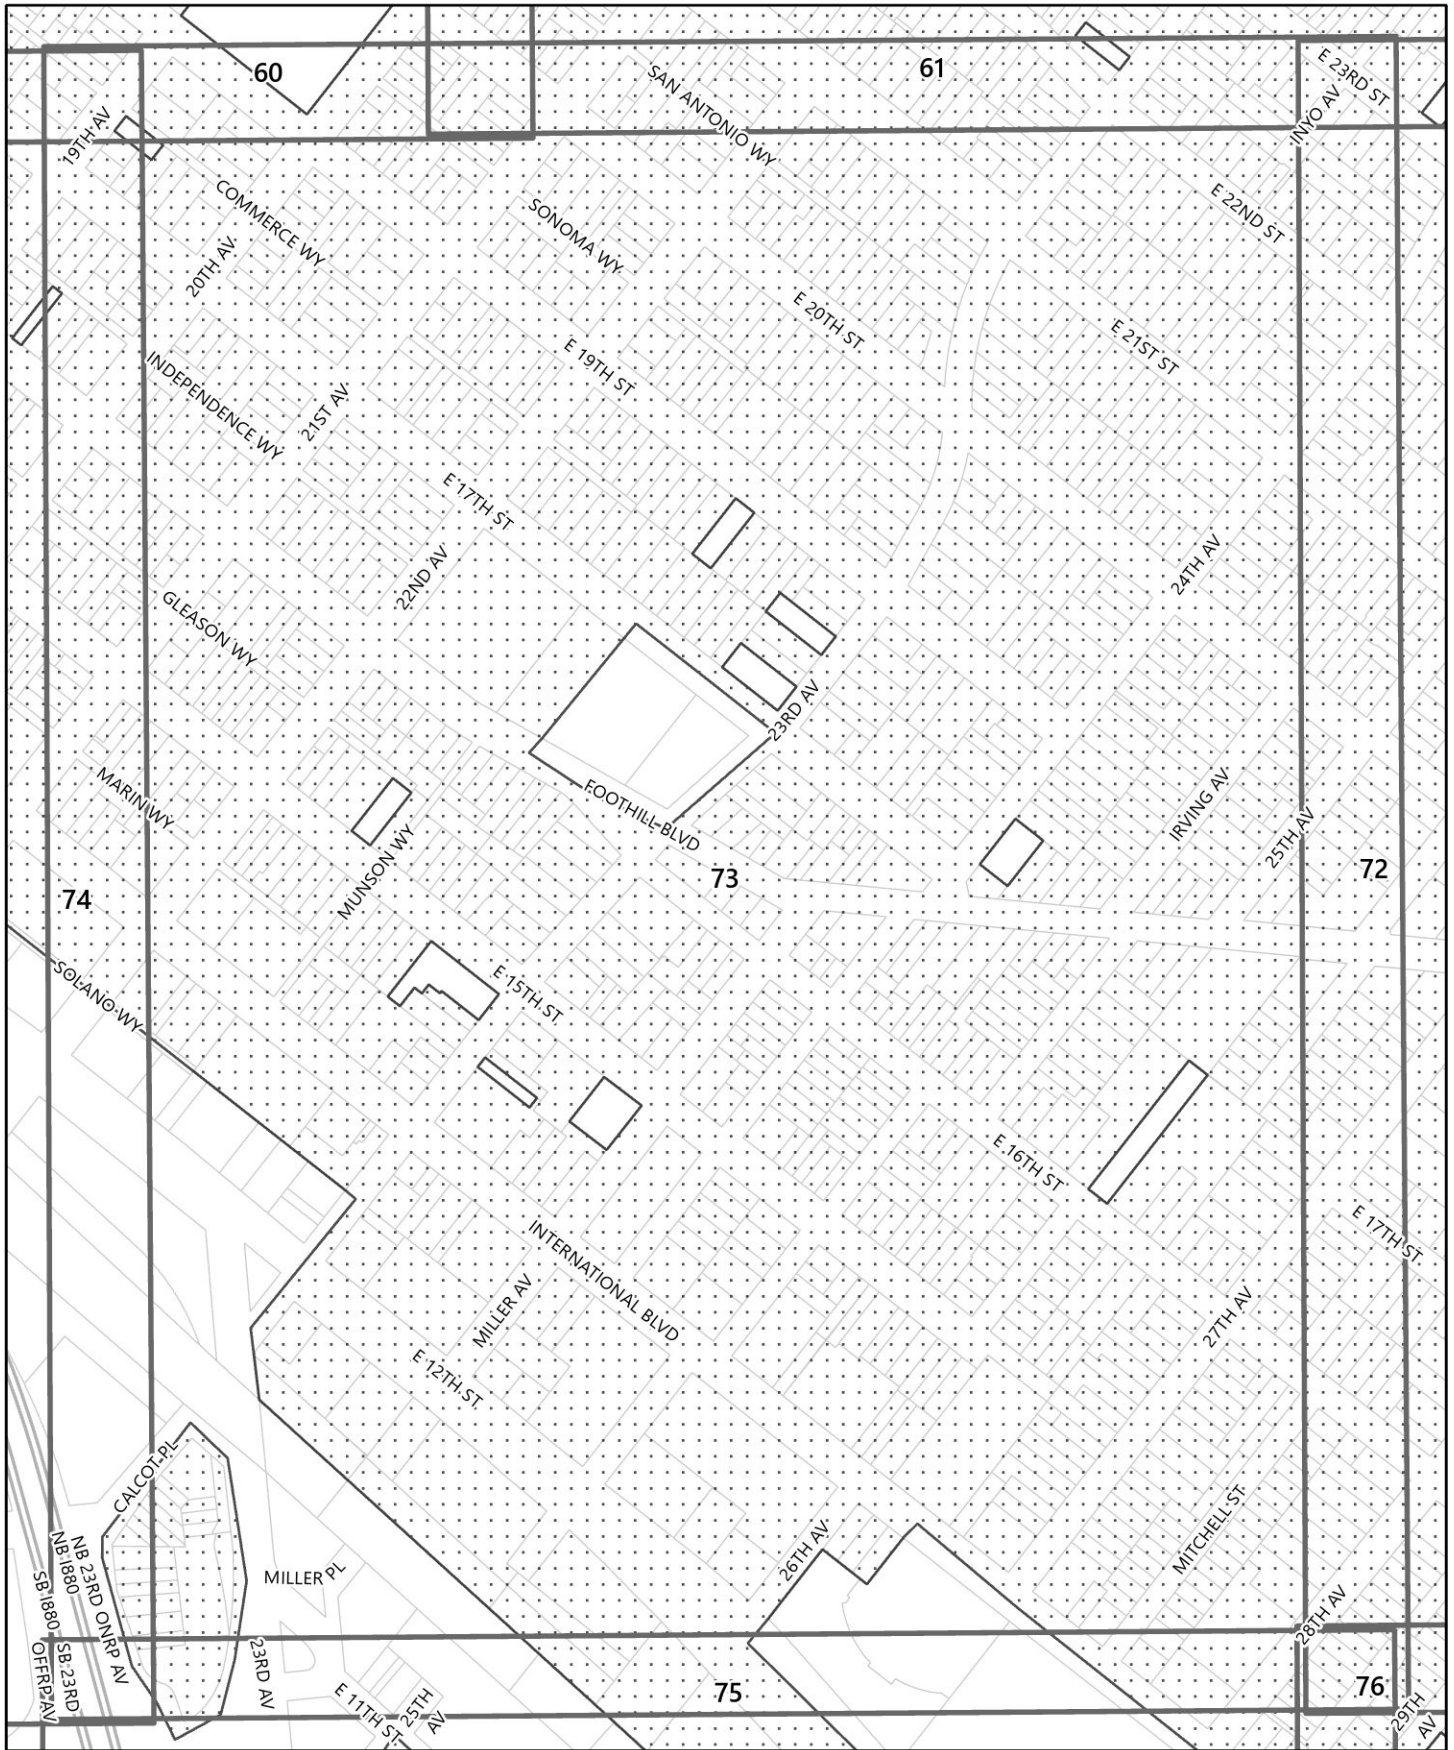 60
61
E 23RD ST
SAN ANTONIO WY
INYO AV
19TH AV
COMMERCE WY
SONOMA WY
E 22ND ST
20TH AV
E 20TH ST
E 21ST ST
E 19TH ST
INDEPENDENCE WY
21ST AV
E 17TH ST
22ND AV
24TH AV
GLEASON WY
23RD AV
MARIN WY
FOOTHILL BLVD
IRVING AV
25TH AV
MUNSON WY
73
72
74
SOLANO WY
E 15TH ST
E 16TH ST
E 17TH ST
INTERNATIONAL BLVD
MILLER AV
27TH AV
E 12TH ST
CALCOT PL
MITCHELL ST
26TH AV
MILLER PL
NB I880
NB 23RD ONRP AV
SB I880
SB 23RD
OFFRP AV
28TH AV
23RD AV
75
76
E 11TH ST
25TH
AV
29TH
AV